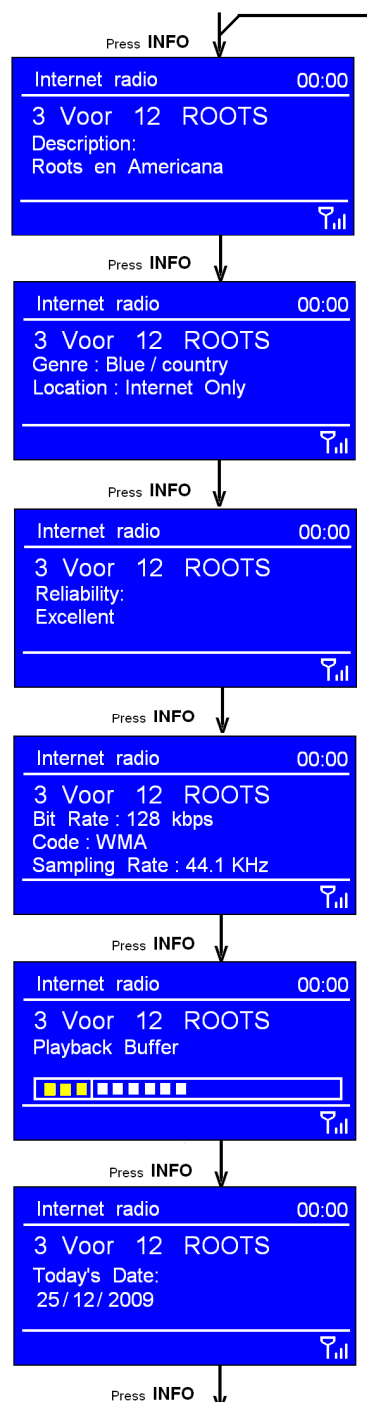 Press INFO
Internet radio 00:00
3 Voor 12 ROOTS
Description:
Roots en Americana
Press INFO
Internet radio 00:00
3 Voor 12 ROOTS
Genre : Blue / country
Location : Internet Only
Press INFO
Internet radio 00:00
3 Voor 12 ROOTS
Reliability:
Excellent
Press INFO
Internet radio 00:00
3 Voor 12 ROOTS
Bit Rate : 128 kbps
Code : WMA
Sampling Rate : 44.1 KHz
Press INFO
Internet radio 00:00
3 Voor 12 ROOTS
Playback Buffer
Press INFO
Internet radio 00:00
3 Voor 12 ROOTS
Today's Date:
25/12/2009
Press INFO